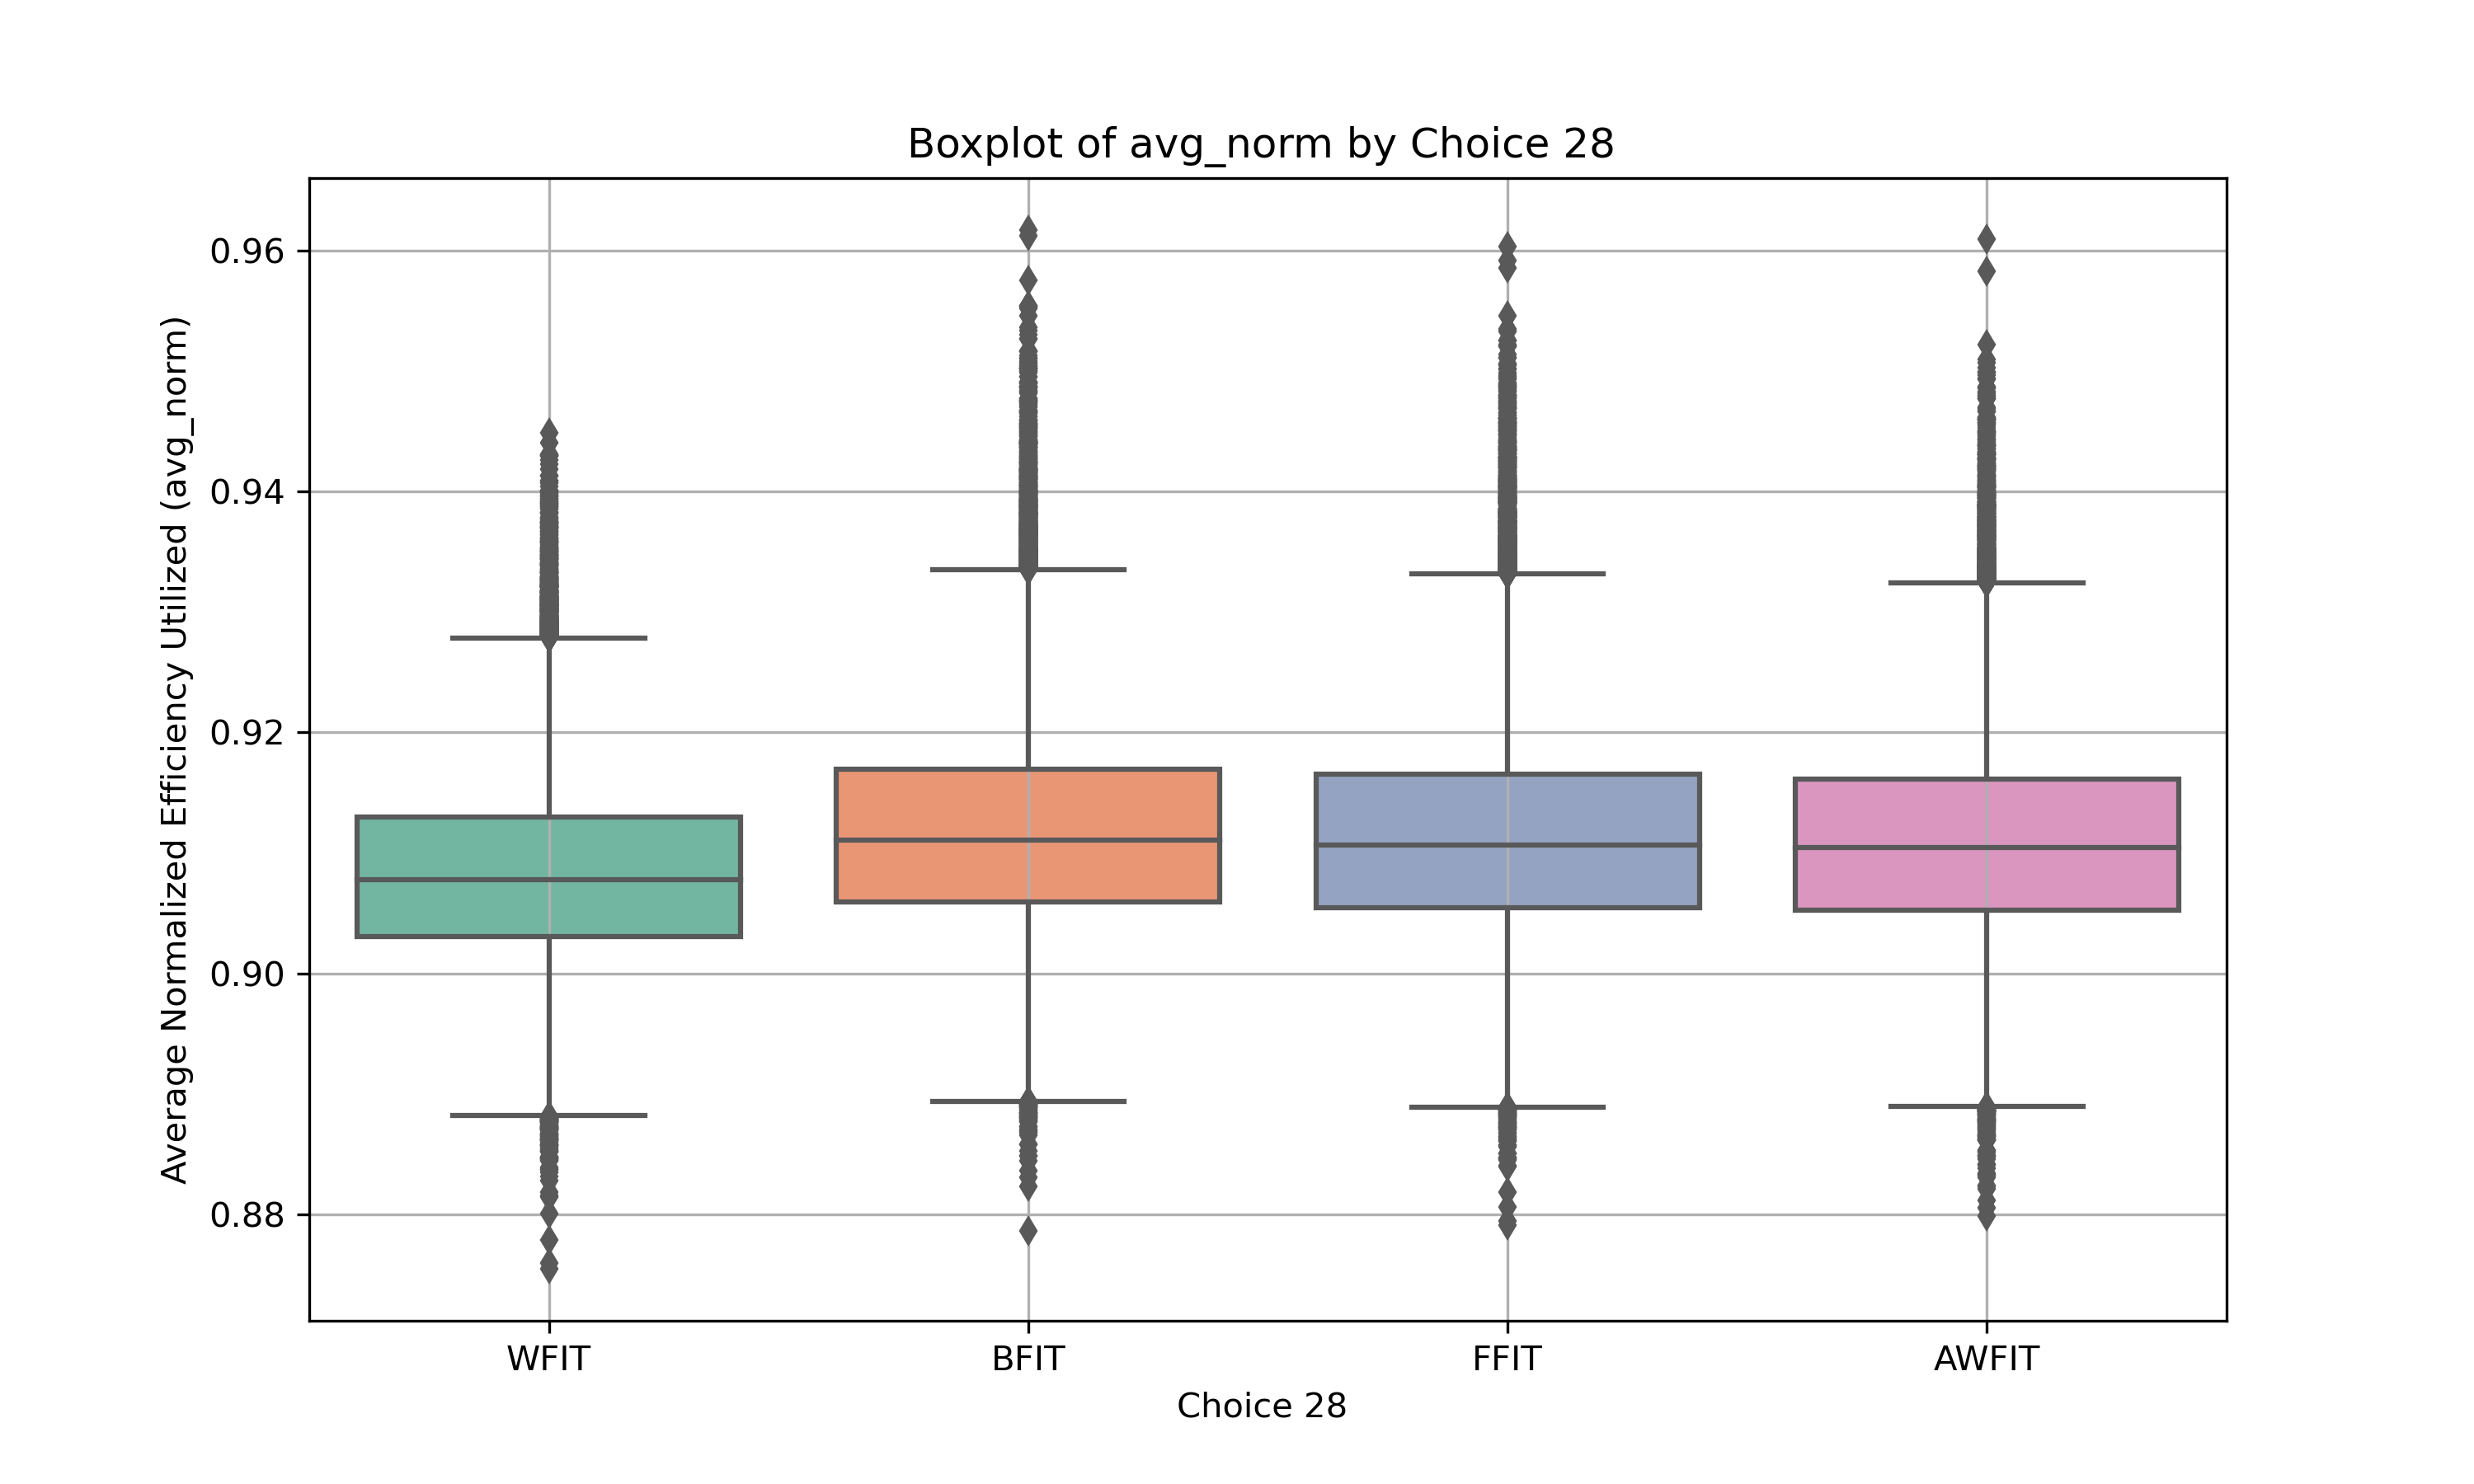 Boxplot of avg_norm by Choice 28
Average Normalized Efficiency Utilized (avg_norm)
0.96
0.94
0.92
0.90
0.88
WFIT BFIT FFIT AWFIT
Choice 28